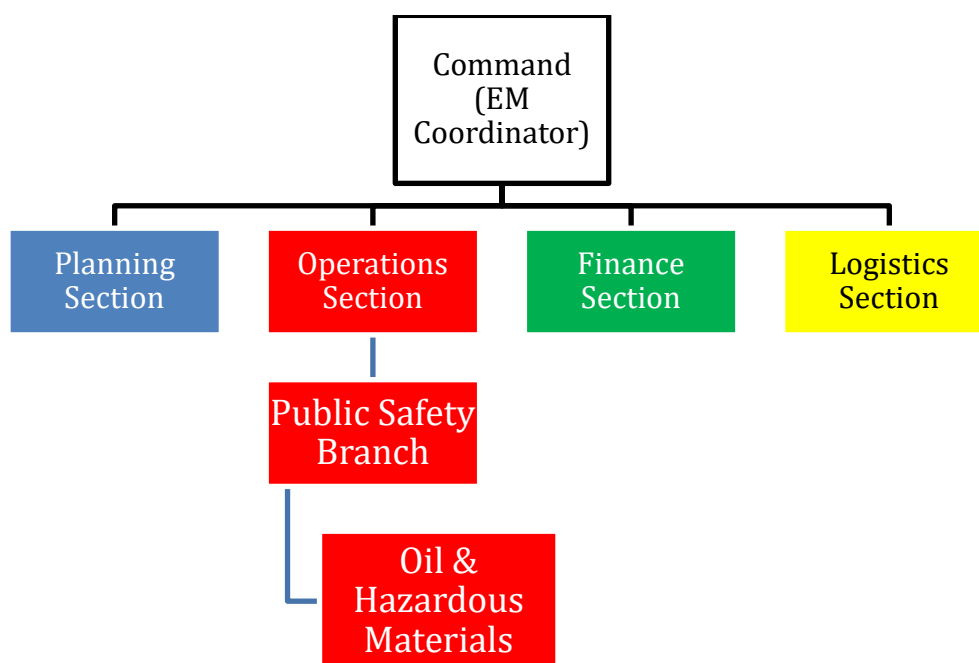 Command
(EM
Coordinator)
Planning
Section
Operations
Section
Finance
Section
Logistics
Section
Public Safety
Branch
Oil &
Hazardous
Materials